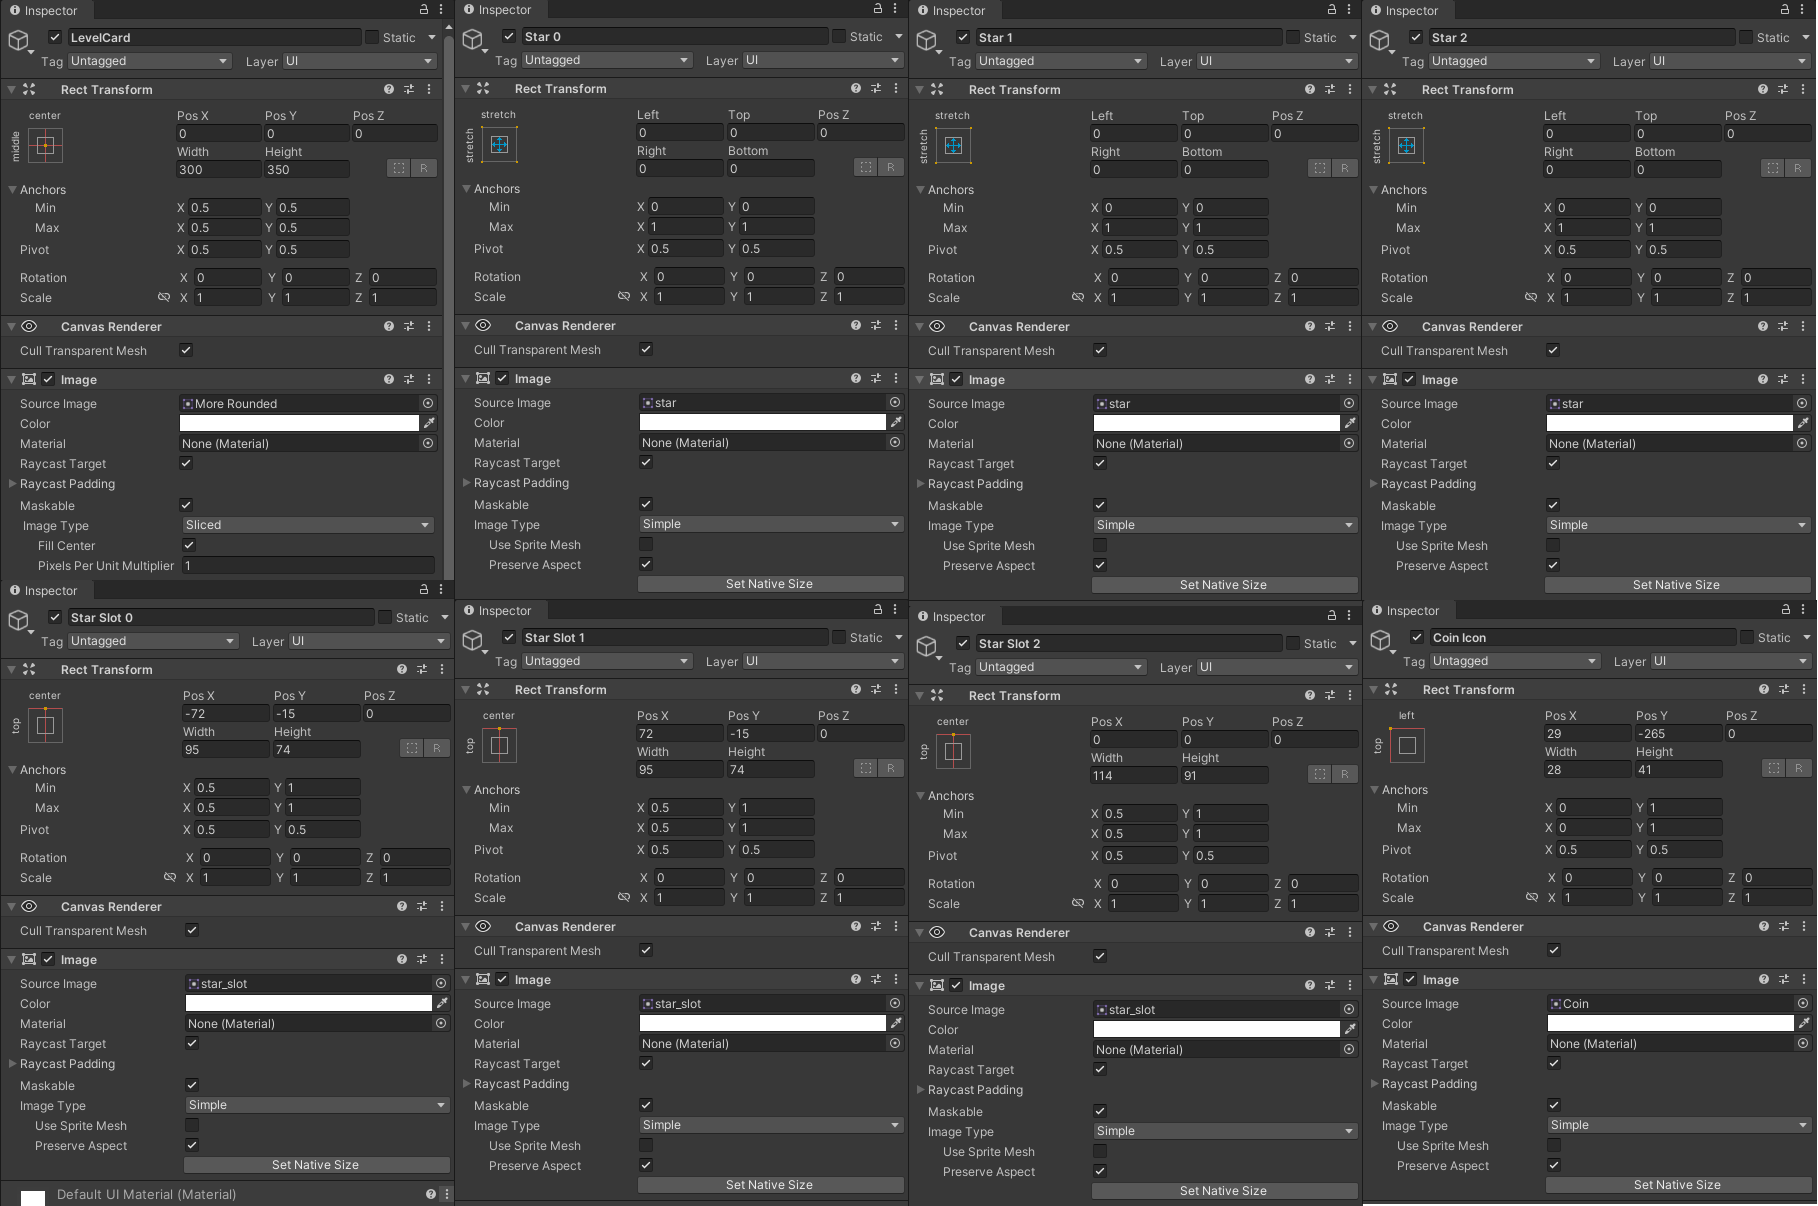 Inspector
LevelCard
Static
Tag Untagged Layer UI
Rect Transform
center
middle
Pos X Pos Y Pos Z
0 0 0
Width Height
300 350
R
Anchors
Min X 0.5 Y 0.5
Max X 0.5 Y 0.5
Pivot X 0.5 Y 0.5
Rotation X 0 Y 0 Z 0
Scale X 1 Y 1 Z 1
Canvas Renderer
Cull Transparent Mesh
Image
Source Image More Rounded
Color
Material None (Material)
Raycast Target
Raycast Padding
Maskable
Image Type Sliced
Fill Center
Pixels Per Unit Multiplier 1
Inspector
Star 0
Static
Tag Untagged Layer UI
Rect Transform
stretch
stretch
Left Top Pos Z
0 0 0
Right Bottom
0 0
R
Anchors
Min X 0 Y 0
Max X 1 Y 1
Pivot X 0.5 Y 0.5
Rotation X 0 Y 0 Z 0
Scale X 1 Y 1 Z 1
Canvas Renderer
Cull Transparent Mesh
Image
Source Image star
Color
Material None (Material)
Raycast Target
Raycast Padding
Maskable
Image Type Simple
Use Sprite Mesh
Preserve Aspect
Set Native Size
Inspector
Star 1
Static
Tag Untagged Layer UI
Rect Transform
stretch
stretch
Left Top Pos Z
0 0 0
Right Bottom
0 0
R
Anchors
Min X 0 Y 0
Max X 1 Y 1
Pivot X 0.5 Y 0.5
Rotation X 0 Y 0 Z 0
Scale X 1 Y 1 Z 1
Canvas Renderer
Cull Transparent Mesh
Image
Source Image star
Color
Material None (Material)
Raycast Target
Raycast Padding
Maskable
Image Type Simple
Use Sprite Mesh
Preserve Aspect
Set Native Size
Inspector
Star 2
Static
Tag Untagged Layer UI
Rect Transform
stretch
stretch
Left Top Pos Z
0 0 0
Right Bottom
0 0
R
Anchors
Min X 0 Y 0
Max X 1 Y 1
Pivot X 0.5 Y 0.5
Rotation X 0 Y 0 Z 0
Scale X 1 Y 1 Z 1
Canvas Renderer
Cull Transparent Mesh
Image
Source Image star
Color
Material None (Material)
Raycast Target
Raycast Padding
Maskable
Image Type Simple
Use Sprite Mesh
Preserve Aspect
Set Native Size
Inspector
Star Slot 0
Static
Tag Untagged Layer UI
Rect Transform
center
top
Pos X Pos Y Pos Z
-72 -15 0
Width Height
95 74
R
Anchors
Min X 0.5 Y 1
Max X 0.5 Y 1
Pivot X 0.5 Y 0.5
Rotation X 0 Y 0 Z 0
Scale X 1 Y 1 Z 1
Canvas Renderer
Cull Transparent Mesh
Image
Source Image star_slot
Color
Material None (Material)
Raycast Target
Raycast Padding
Maskable
Image Type Simple
Use Sprite Mesh
Preserve Aspect
Set Native Size
Default UI Material (Material)
Inspector
Star Slot 1
Static
Tag Untagged Layer UI
Rect Transform
center
top
Pos X Pos Y Pos Z
72 -15 0
Width Height
95 74
R
Anchors
Min X 0.5 Y 1
Max X 0.5 Y 1
Pivot X 0.5 Y 0.5
Rotation X 0 Y 0 Z 0
Scale X 1 Y 1 Z 1
Canvas Renderer
Cull Transparent Mesh
Image
Source Image star_slot
Color
Material None (Material)
Raycast Target
Raycast Padding
Maskable
Image Type Simple
Use Sprite Mesh
Preserve Aspect
Set Native Size
Inspector
Star Slot 2
Static
Tag Untagged Layer UI
Rect Transform
center
top
Pos X Pos Y Pos Z
0 0 0
Width Height
114 91
R
Anchors
Min X 0.5 Y 1
Max X 0.5 Y 1
Pivot X 0.5 Y 0.5
Rotation X 0 Y 0 Z 0
Scale X 1 Y 1 Z 1
Canvas Renderer
Cull Transparent Mesh
Image
Source Image star_slot
Color
Material None (Material)
Raycast Target
Raycast Padding
Maskable
Image Type Simple
Use Sprite Mesh
Preserve Aspect
Set Native Size
Inspector
Coin Icon
Static
Tag Untagged Layer UI
Rect Transform
left
top
Pos X Pos Y Pos Z
29 -265 0
Width Height
28 41
R
Anchors
Min X 0 Y 1
Max X 0 Y 1
Pivot X 0.5 Y 0.5
Rotation X 0 Y 0 Z 0
Scale X 1 Y 1 Z 1
Canvas Renderer
Cull Transparent Mesh
Image
Source Image Coin
Color
Material None (Material)
Raycast Target
Raycast Padding
Maskable
Image Type Simple
Use Sprite Mesh
Preserve Aspect
Set Native Size